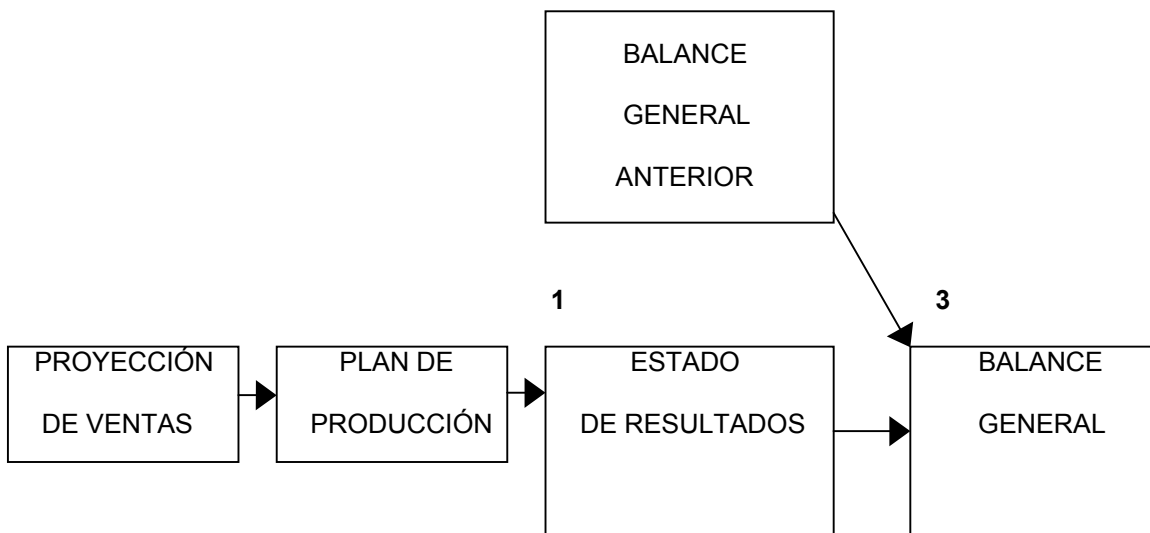 BALANCE
GENERAL
ANTERIOR
1
3
PROYECCIÓN
DE VENTAS
PLAN DE
PRODUCCIÓN
ESTADO
DE RESULTADOS
BALANCE
GENERAL